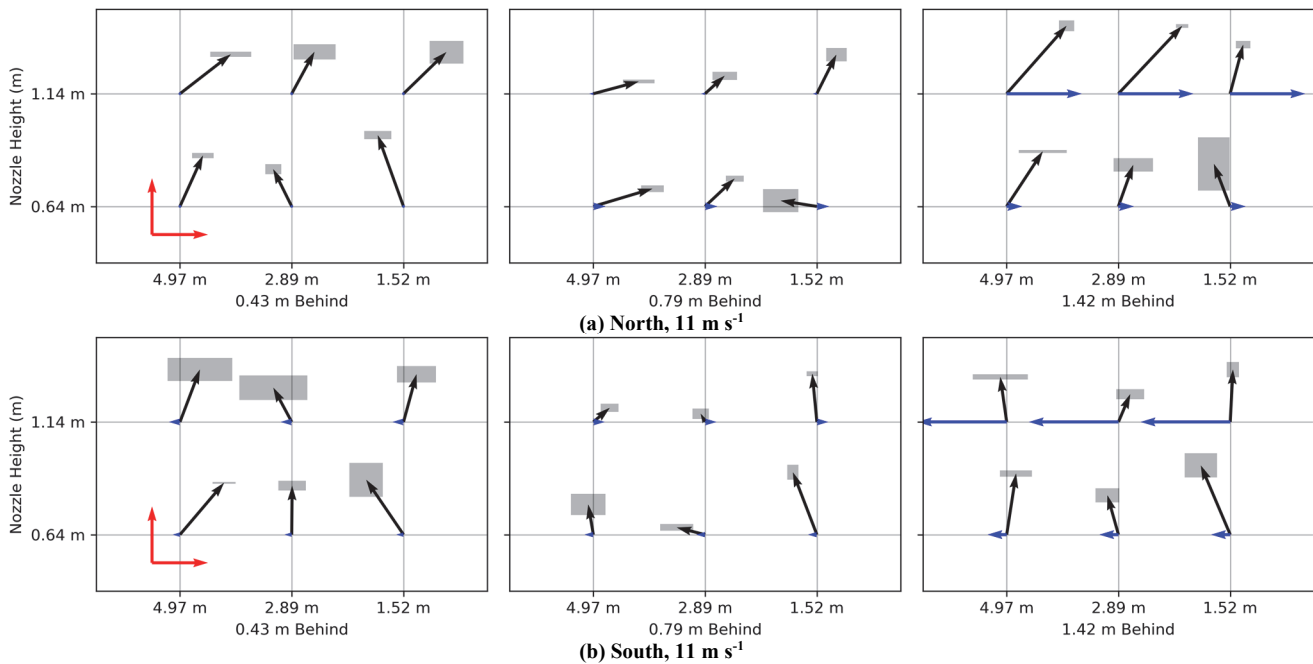 Nozzle Height (m)
1.14 m
0.64 m
4.97 m 2.89 m 1.52 m 4.97 m 2.89 m 1.52 m 4.97 m 2.89 m 1.52 m
0.43 m Behind 0.79 m Behind 1.42 m Behind
(a) North, 11 m s⁻¹
Nozzle Height (m)
1.14 m
0.64 m
4.97 m 2.89 m 1.52 m 4.97 m 2.89 m 1.52 m 4.97 m 2.89 m 1.52 m
0.43 m Behind 0.79 m Behind 1.42 m Behind
(b) South, 11 m s⁻¹